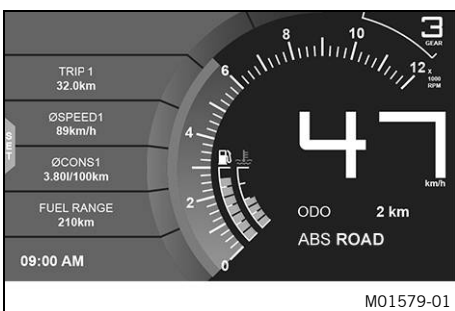 TRIP 1
32.0km
ØSPEED1
89km/h
ØCONS1
3.80l/100km
FUEL RANGE
210km
SET
09:00 AM
0
2
4
6
8
10
12
x
1000
RPM
3
GEAR
47
km/h
ODO 2 km
ABS ROAD
M01579-01